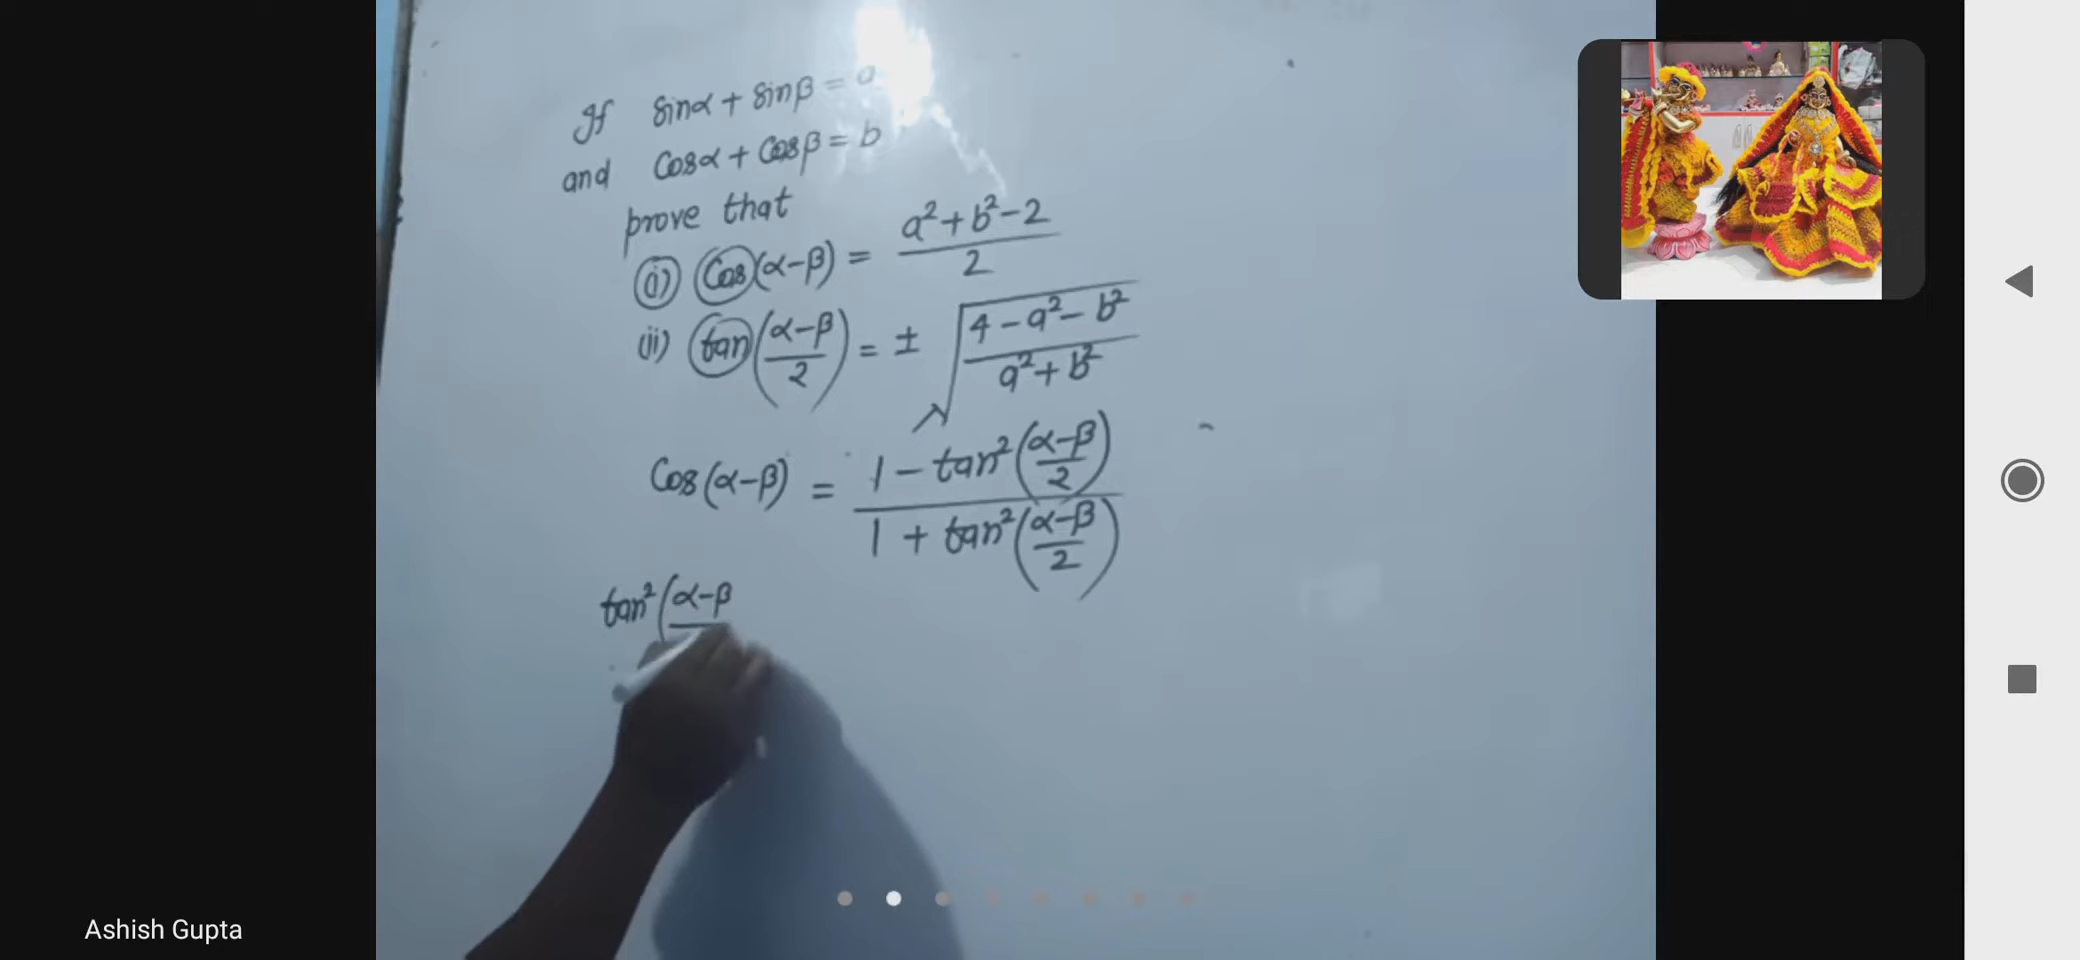 If sinα + sinβ = a
and Cosα + Cosβ = b
prove that
(i) Cos(α-β) = (a²+b²-2)/2
(ii) tan((α-β)/2) = ± √((4-a²-b²)/(a²+b²))
Cos(α-β) = (1 - tan²((α-β)/2))/(1 + tan²((α-β)/2))
tan²(α-β
Ashish Gupta